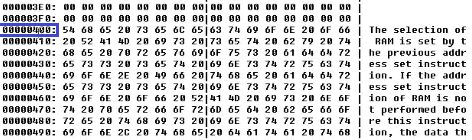 000003E0: 00 00 00 00 00 00 00 00|00 00 00 00 00 00 00 00
000003F0: 00 00 00 00 00 00 00 00|00 00 00 00 00 00 00 00
00000400: 54 68 65 20 73 65 6C 65|63 74 69 6F 6E 20 6F 66 The selection of
00000410: 20 52 41 4D 20 69 73 20|73 65 74 20 62 79 20 74 RAM is set by t
00000420: 68 65 20 70 72 65 76 69|6F 75 73 20 61 64 64 72 he previous addr
00000430: 65 73 73 20 73 65 74 20|69 6E 73 74 72 75 63 74 ess set instruct
00000440: 69 6F 6E 2E 20 49 66 20|74 68 65 20 61 64 64 72 ion. If the addr
00000450: 65 73 73 20 73 65 74 20|69 6E 73 74 72 75 63 74 ess set instruct
00000460: 69 6F 6E 20 6F 66 20 52|41 4D 20 69 73 20 6E 6F ion of RAM is no
00000470: 74 20 70 65 72 66 6F 72|6D 65 64 20 62 65 66 6F t performed befo
00000480: 72 65 20 74 68 69 73 20|69 6E 73 74 72 75 63 74 re this instruct
00000490: 69 6F 6E 2C 20 74 68 65|20 64 61 74 61 20 74 68 ion, the data t